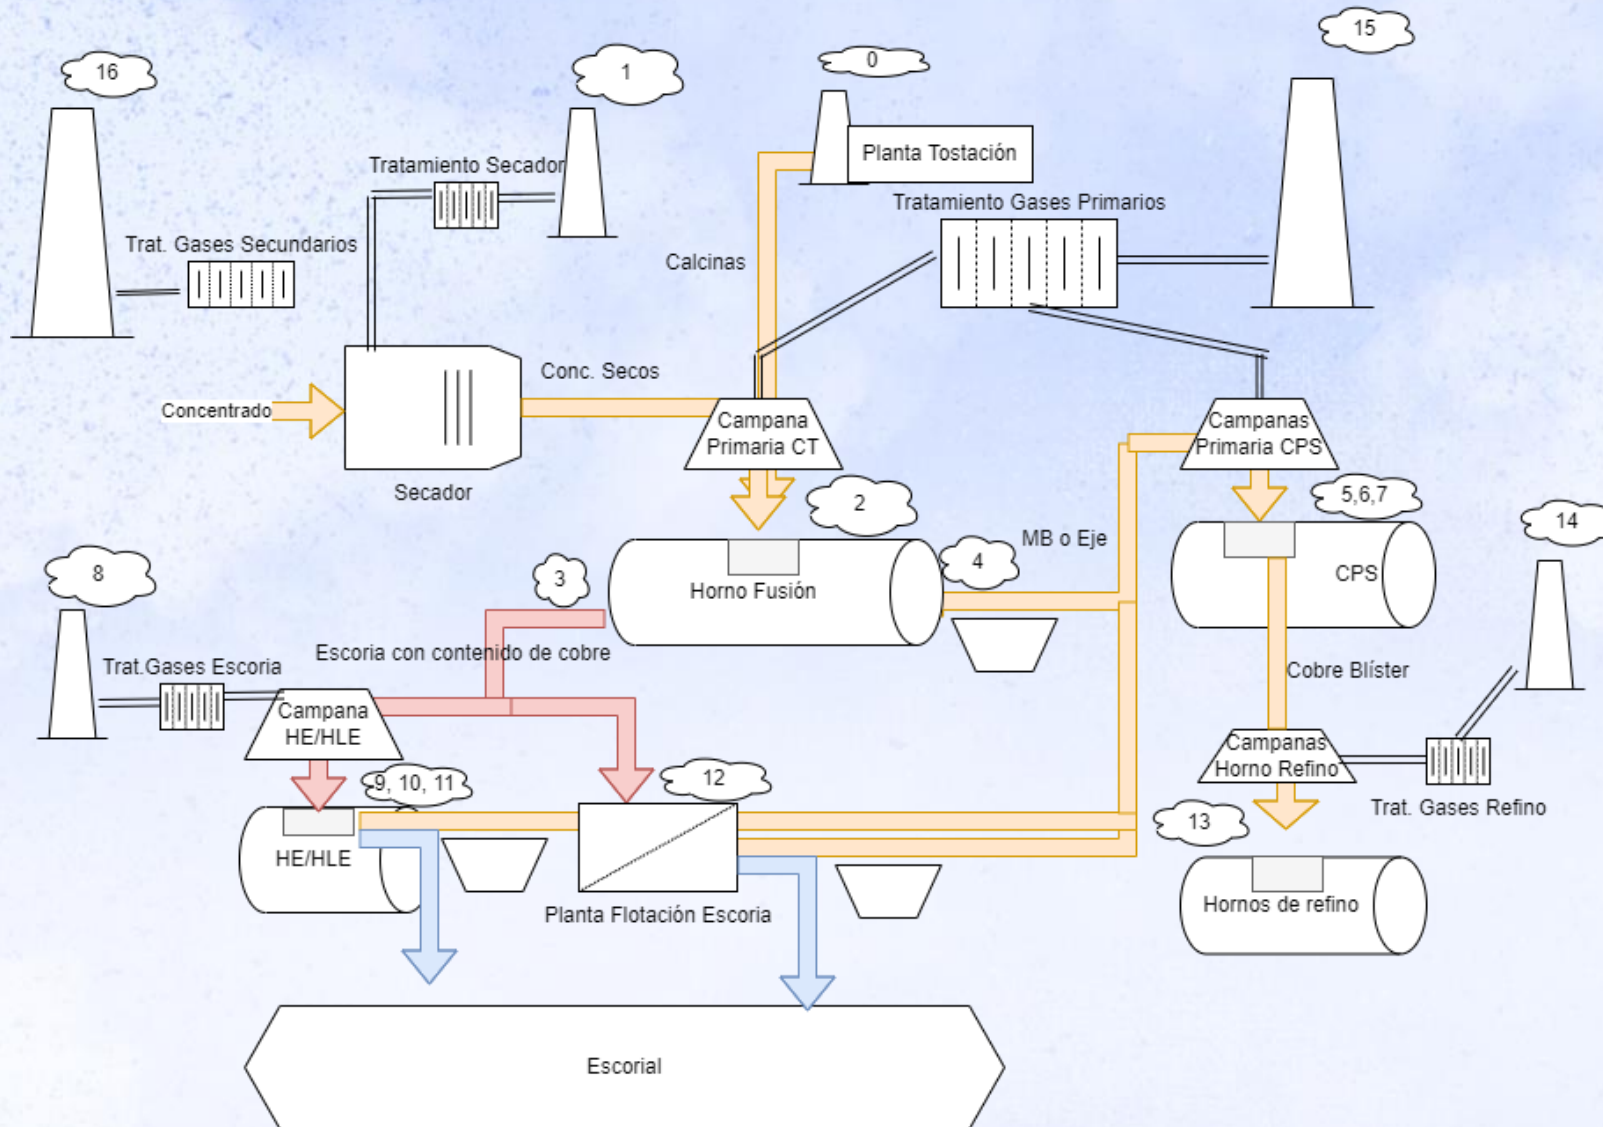 15
0
16
1
Planta Tostación
Tratamiento Secador
Tratamiento Gases Primarios
Trat. Gases Secundarios
Calcinas
Conc. Secos
Concentrado
Campana
Primaria CT
Campanas
Primaria CPS
Secador
5,6,7
2
14
MB o Eje
4
3
8
CPS
Horno Fusión
Escoria con contenido de cobre
Trat.Gases Escoria
Cobre Blíster
Campana
HE/HLE
Campanas
Horno Refino
12
9, 10, 11
Trat. Gases Refino
13
HE/HLE
Hornos de refino
Planta Flotación Escoria
Escorial